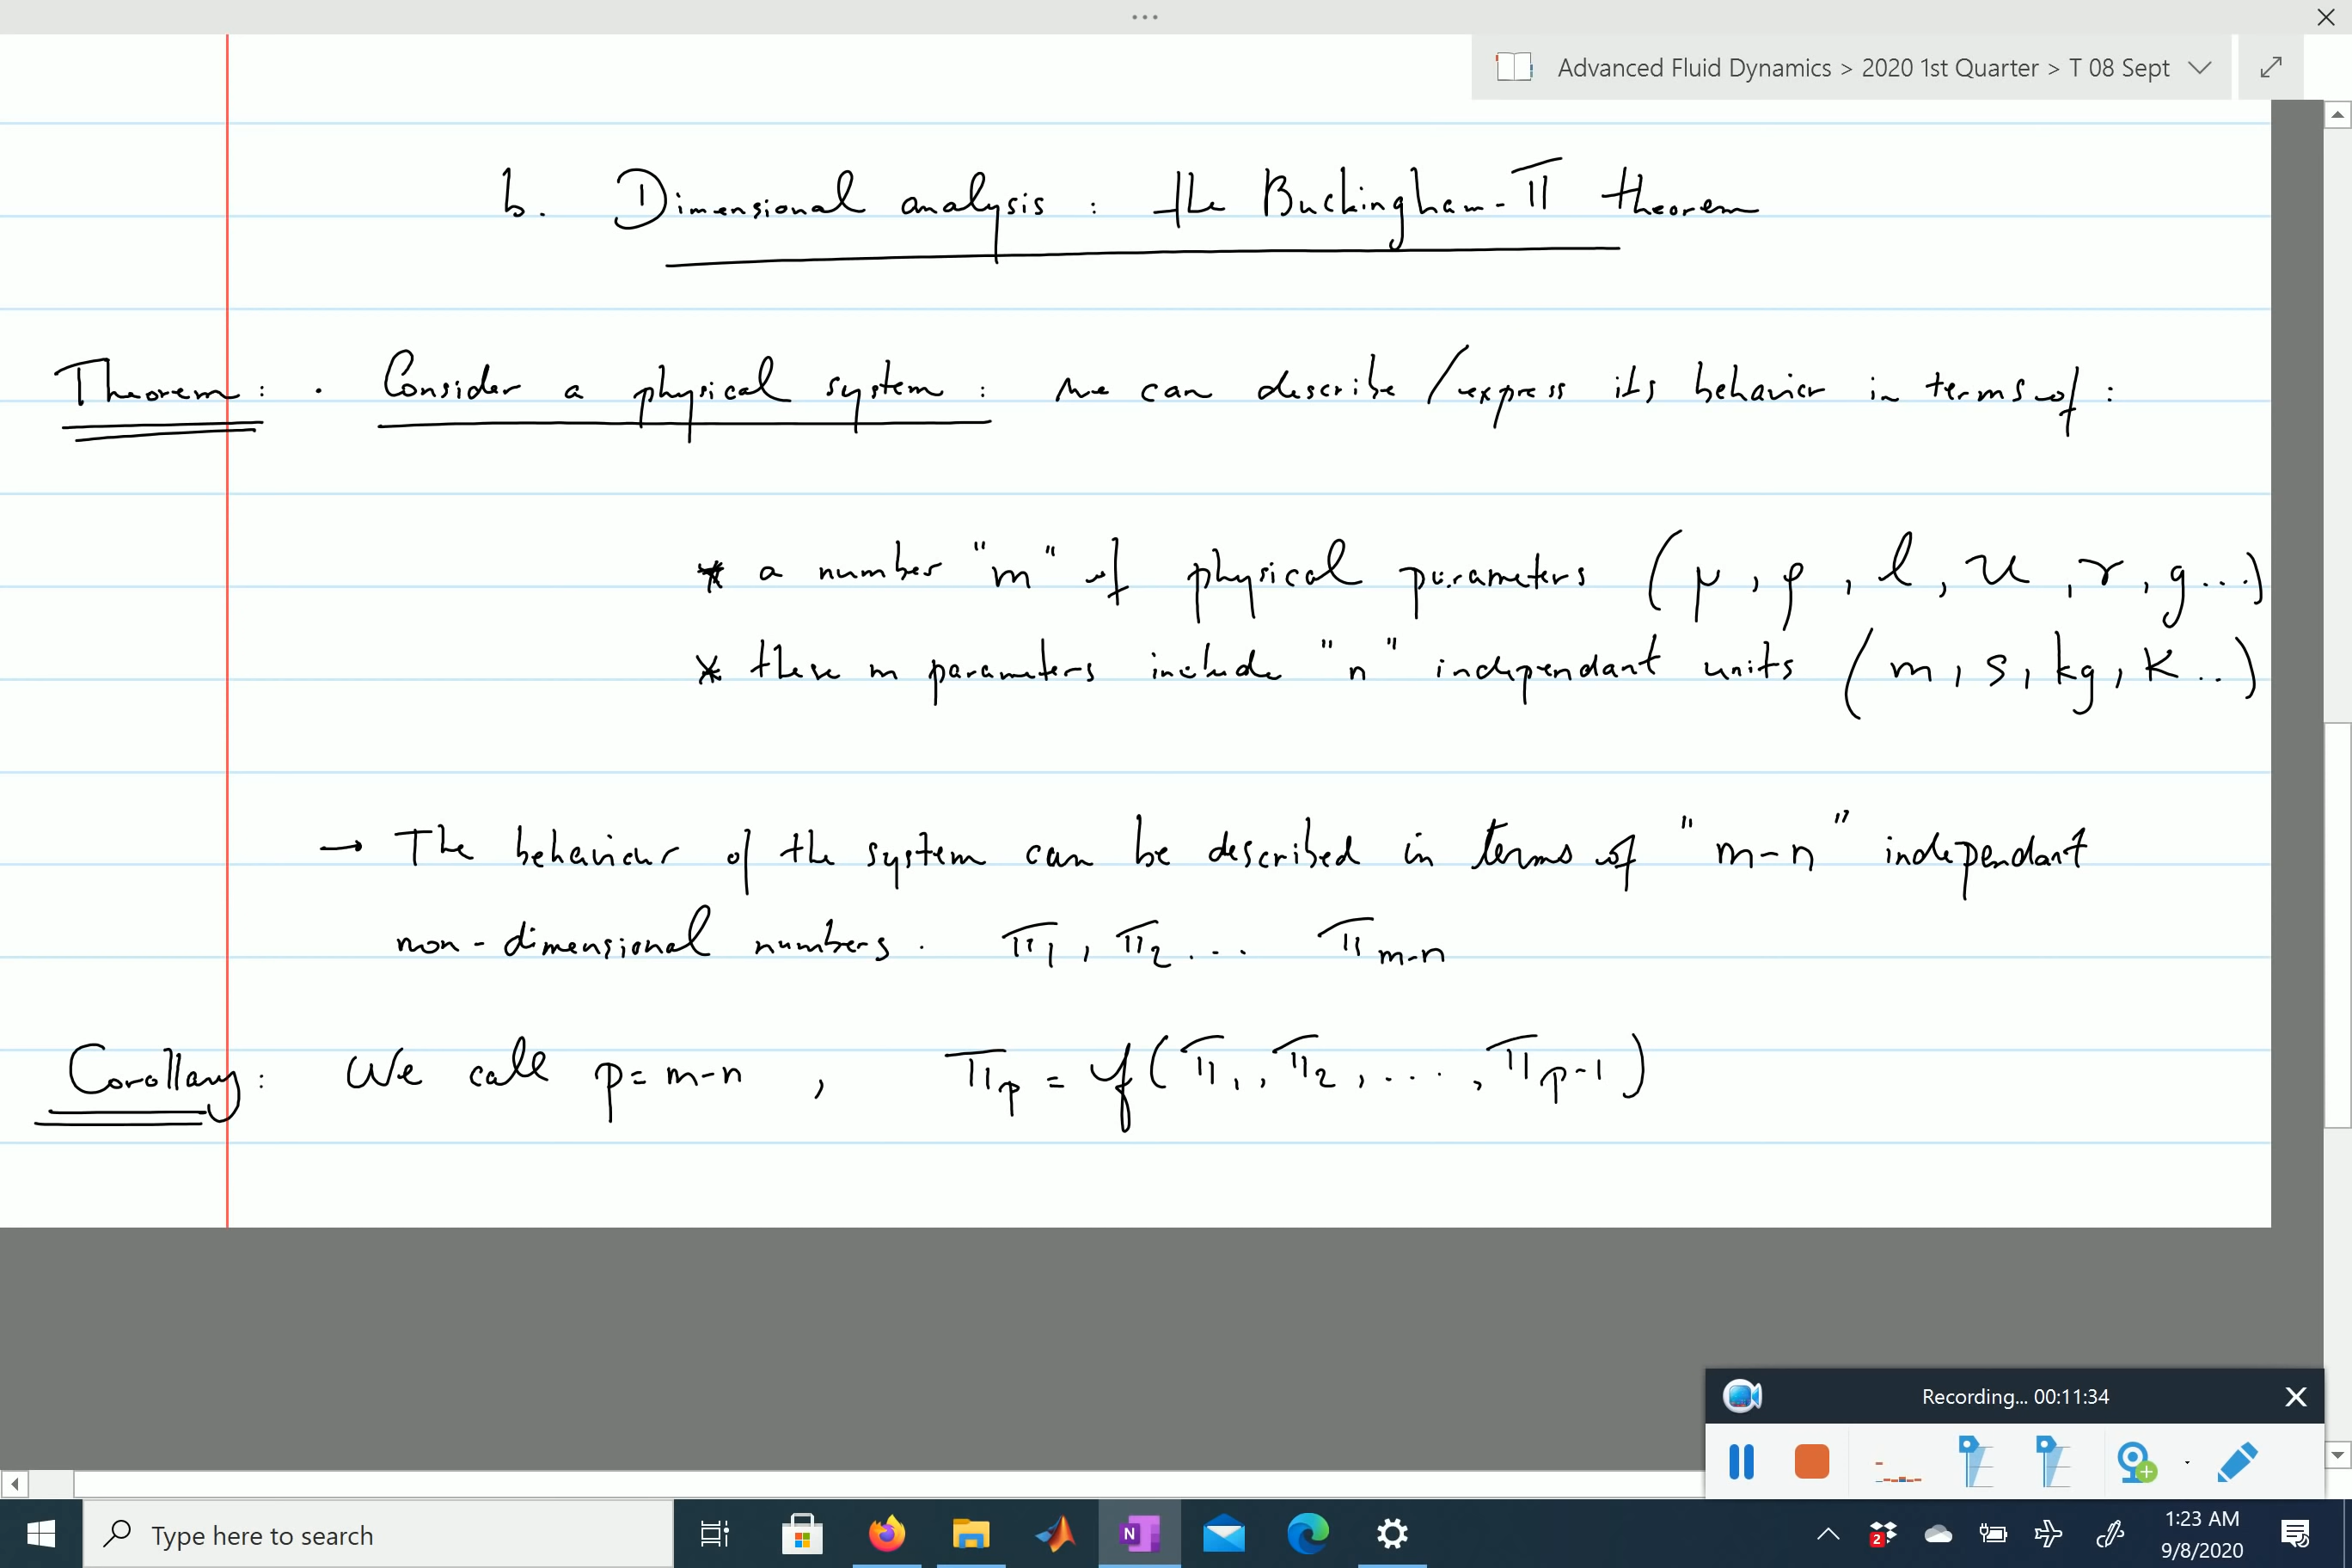 Advanced Fluid Dynamics > 2020 1st Quarter > T 08 Sept
b. Dimensional analysis : the Buckingham-Π theorem
Theorem : . Consider a physical system : we can describe / express its behavior in terms of :
* a number "m" of physical parameters (μ, ρ, l, U, γ, g...)
* these m parameters include "n" independant units (m, s, kg, K..)
→ The behaviour of the system can be described in terms of "m-n" independant
non-dimensional numbers. Π1, Π2 ... Πm-n
Corollary : We call p = m-n , Πp = f(Π1, Π2, ...., Πp-1)
Recording... 00:11:34
Type here to search
N
2
1:23 AM
9/8/2020